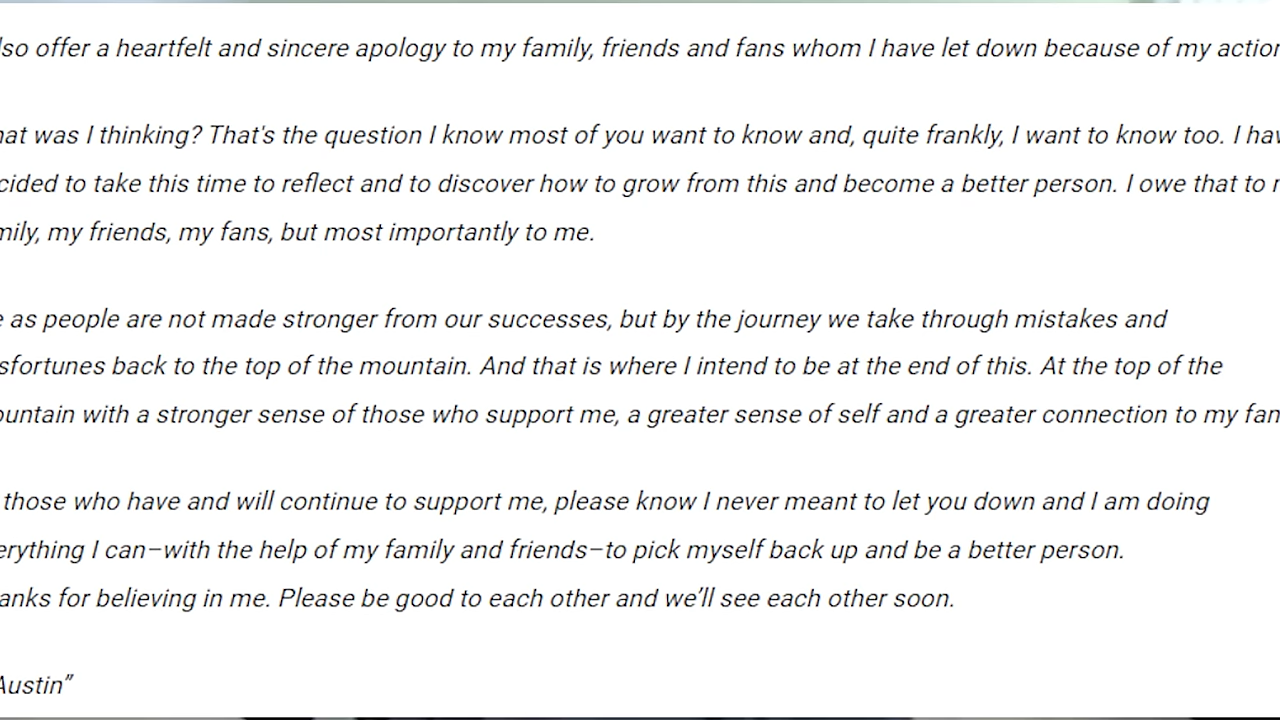 lso offer a heartfelt and sincere apology to my family, friends and fans whom I have let down because of my action
hat was I thinking? That's the question I know most of you want to know and, quite frankly, I want to know too. I hav
cided to take this time to reflect and to discover how to grow from this and become a better person. I owe that to
mily, my friends, my fans, but most importantly to me.
e as people are not made stronger from our successes, but by the journey we take through mistakes and
sfortunes back to the top of the mountain. And that is where I intend to be at the end of this. At the top of the
ountain with a stronger sense of those who support me, a greater sense of self and a greater connection to my fan
those who have and will continue to support me, please know I never meant to let you down and I am doing
erything I can–with the help of my family and friends–to pick myself back up and be a better person.
anks for believing in me. Please be good to each other and we’ll see each other soon.
Austin”